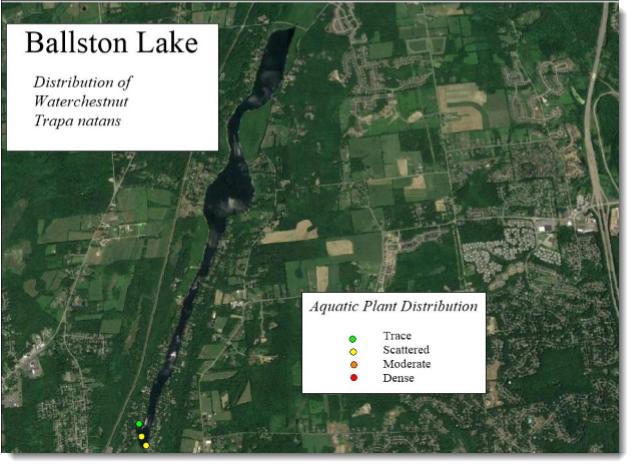 Ballston Lake
Distribution of
Waterchestnut
Trapa natans
Aquatic Plant Distribution
Trace
Scattered
Moderate
Dense